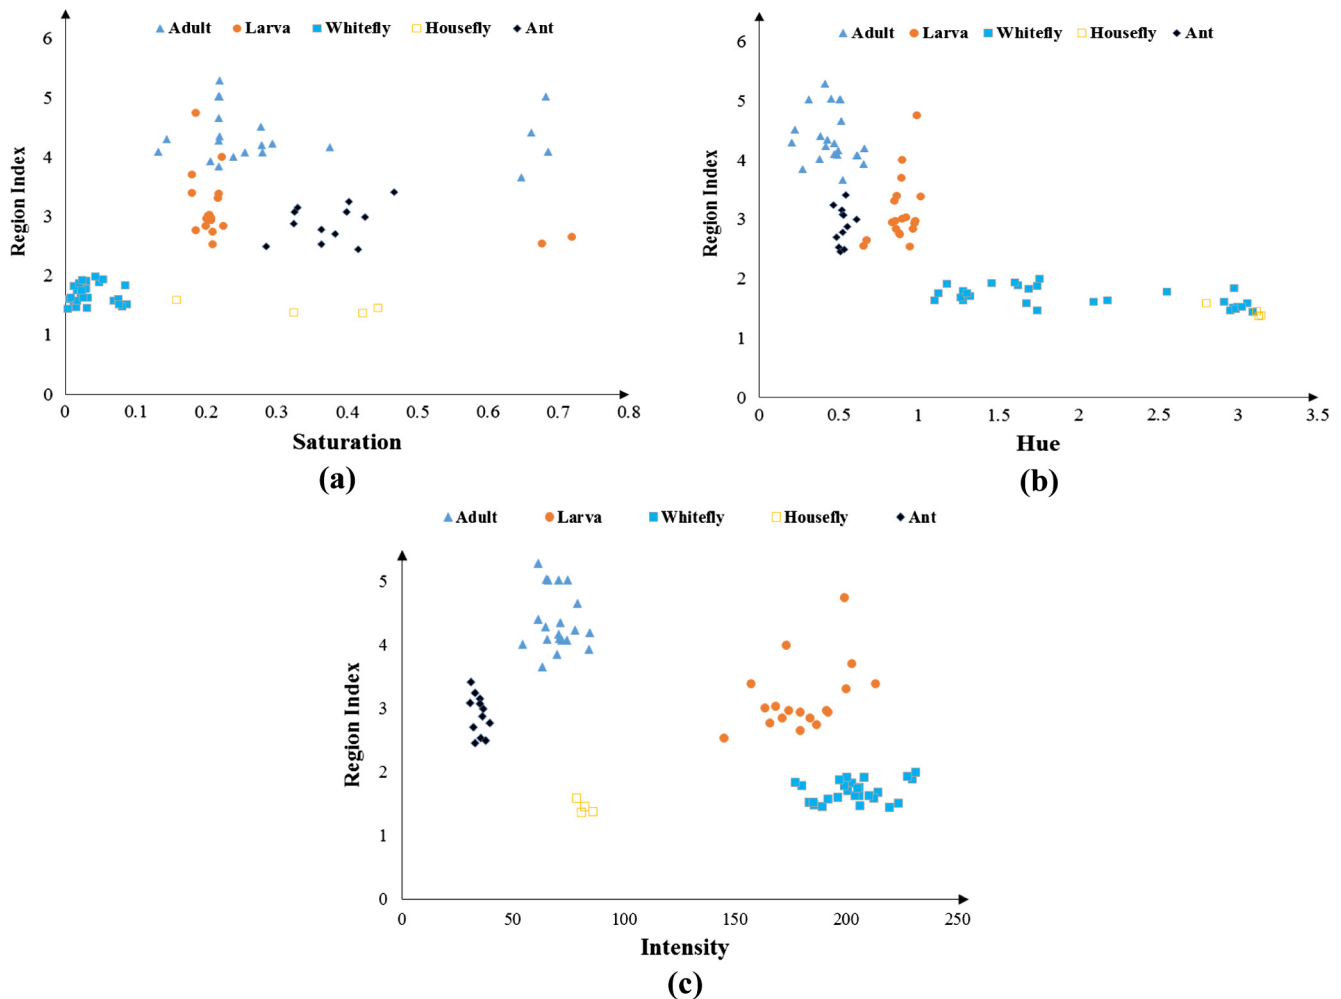 Adult Larva Whitefly Housefly Ant
6
5
4
3
2
1
0
Region Index
0 0.1 0.2 0.3 0.4 0.5 0.6 0.7 0.8
Saturation
(a)
Adult Larva Whitefly Housefly Ant
6
5
4
3
2
1
0
Region Index
0 0.5 1 1.5 2 2.5 3 3.5
Hue
(b)
Adult Larva Whitefly Housefly Ant
5
4
3
2
1
0
Region Index
0 50 100 150 200 250
Intensity
(c)